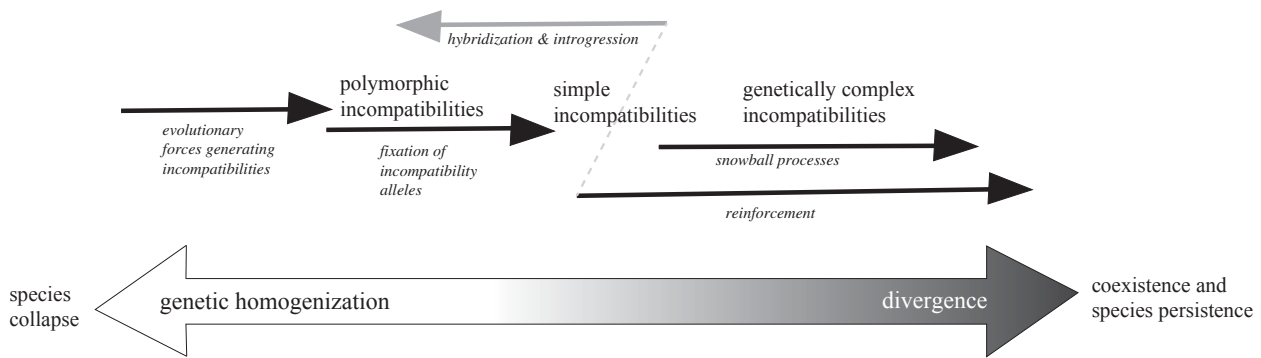 hybridization & introgression
polymorphic
incompatibilities
simple
incompatibilities
genetically complex
incompatibilities
evolutionary
forces generating
incompatibilities
fixation of
incompatibility
alleles
snowball processes
reinforcement
species
collapse
genetic homogenization
divergence
coexistence and
species persistence